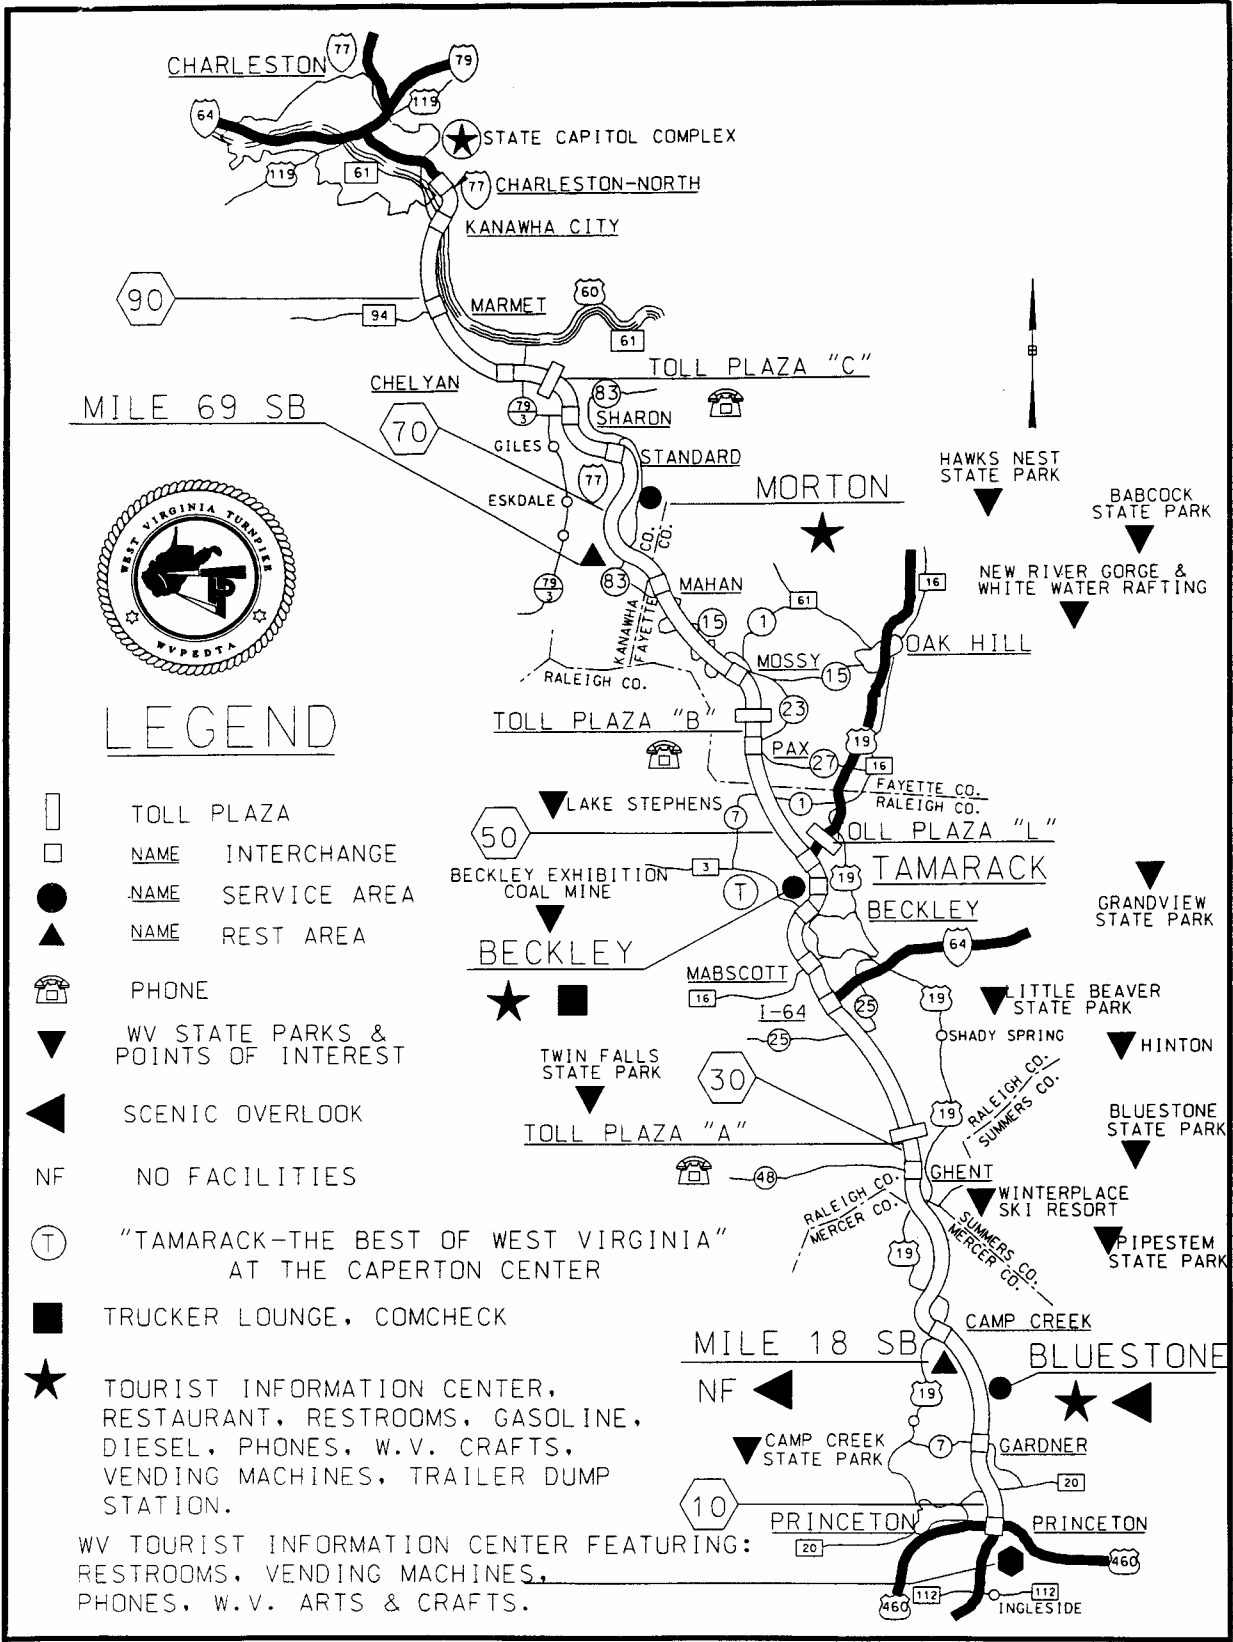 CHARLESTON
77
79
119
64
STATE CAPITOL COMPLEX
119
61
77
CHARLESTON-NORTH
KANAWHA CITY
90
60
MARMET
94
61
TOLL PLAZA "C"
CHELYAN
83
MILE 69 SB
79
3
70
SHARON
GILES
STANDARD
HAWKS NEST
STATE PARK
77
MORTON
BABCOCK
STATE PARK
ESKDALE
WEST VIRGINIA TURNPIKE
WVPEDTA
CO.
CO.
NEW RIVER GORGE &
WHITE WATER RAFTING
79
3
83
MAHAN
16
61
KANAWHA
FAYETTE
15
1
OAK HILL
MOSSY
15
RALEIGH CO.
23
TOLL PLAZA "B"
19
LEGEND
PAX
27
16
FAYETTE CO.
RALEIGH CO.
LAKE STEPHENS
1
7
TOLL PLAZA
50
OLL PLAZA "L"
NAME INTERCHANGE
3
TAMARACK
BECKLEY EXHIBITION
COAL MINE
T
19
NAME SERVICE AREA
BECKLEY
GRANDVIEW
STATE PARK
NAME REST AREA
BECKLEY
64
MABSCOTT
PHONE
16
I-64
25
19
LITTLE BEAVER
STATE PARK
WV STATE PARKS &
POINTS OF INTEREST
25
SHADY SPRING
HINTON
TWIN FALLS
STATE PARK
30
RALEIGH CO.
SUMMERS CO.
SCENIC OVERLOOK
19
BLUESTONE
STATE PARK
TOLL PLAZA "A"
NF NO FACILITIES
48
GHENT
RALEIGH CO.
MERCER CO.
WINTERPLACE
SKI RESORT
SUMMERS CO.
MERCER CO.
T "TAMARACK-THE BEST OF WEST VIRGINIA"
AT THE CAPERTON CENTER
19
PIPESTEM
STATE PARK
TRUCKER LOUNGE, COMCHECK
CAMP CREEK
MILE 18 SB
BLUESTONE
NF
19
TOURIST INFORMATION CENTER,
RESTAURANT, RESTROOMS, GASOLINE,
DIESEL, PHONES, W.V. CRAFTS,
VENDING MACHINES, TRAILER DUMP
STATION.
CAMP CREEK
STATE PARK
7
GARDNER
20
10
PRINCETON
PRINCETON
20
WV TOURIST INFORMATION CENTER FEATURING:
RESTROOMS, VENDING MACHINES,
PHONES, W.V. ARTS & CRAFTS.
460
460
112
112
INGLESIDE